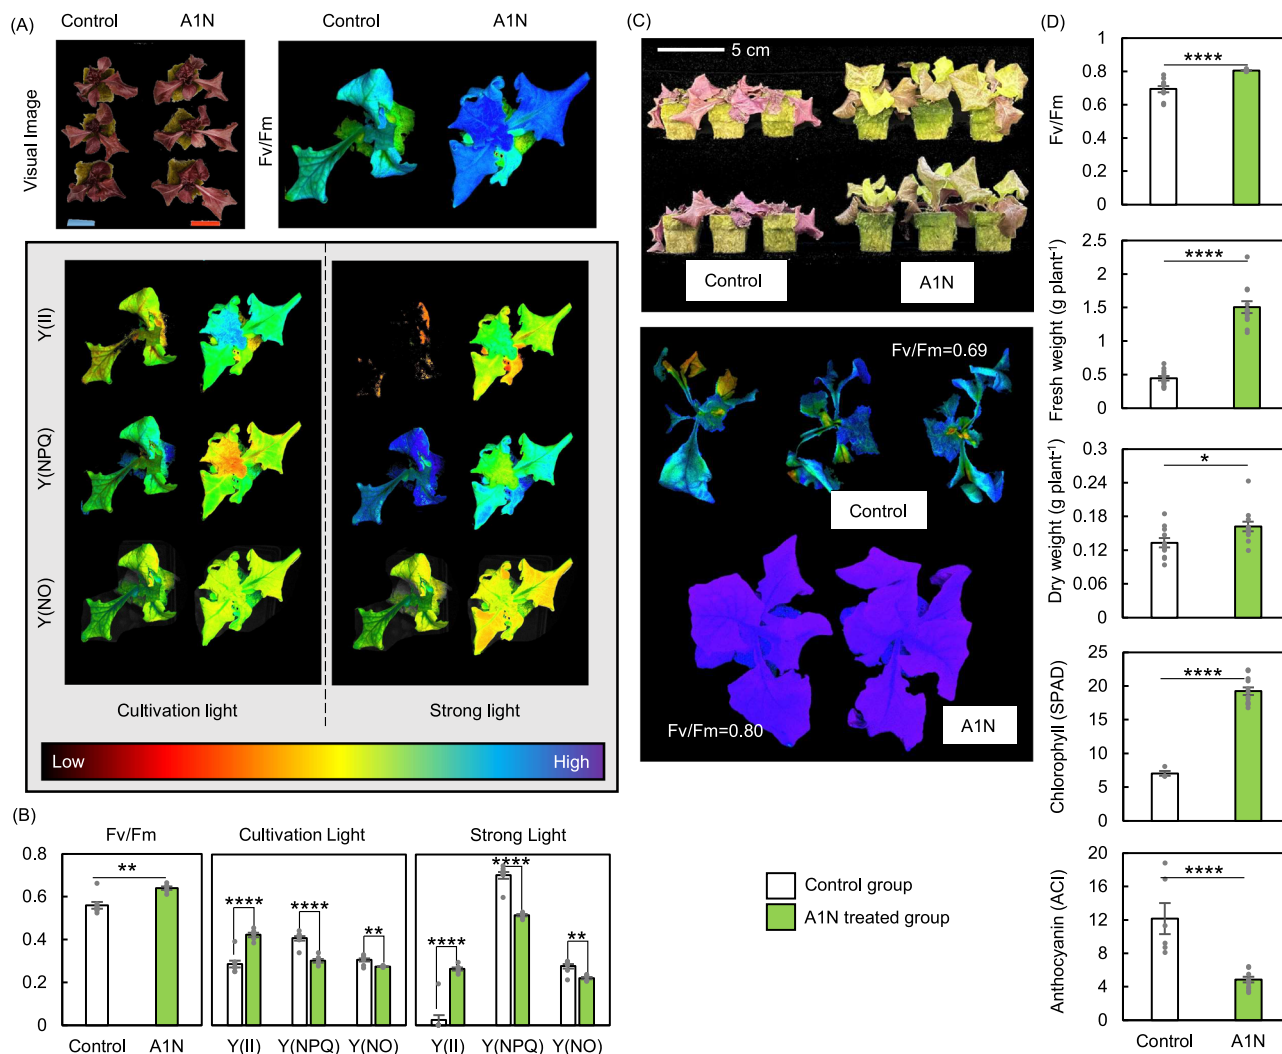 (A)
Control
A1N
Visual Image
Control
A1N
Fv/Fm
Y(II)
Y(NPQ)
Y(NO)
Cultivation light
Strong light
Low
High
(B)
Fv/Fm
Cultivation Light
Strong Light
0.8
0.6
0.4
0.2
0
**
****
****
**
****
****
**
Control
A1N
Y(II)
Y(NPQ)
Y(NO)
Y(II)
Y(NPQ)
Y(NO)
(C)
5 cm
Control
A1N
Fv/Fm=0.69
Control
Fv/Fm=0.80
A1N
Control group
A1N treated group
(D)
Fv/Fm
1
0.8
0.6
0.4
0.2
0
****
Fresh weight (g plant⁻¹)
2.5
2
1.5
1
0.5
0
****
Dry weight (g plant⁻¹)
0.3
0.24
0.18
0.12
0.06
0
*
Chlorophyll (SPAD)
25
20
15
10
5
0
****
Anthocyanin (ACI)
20
16
12
8
4
0
****
Control
A1N